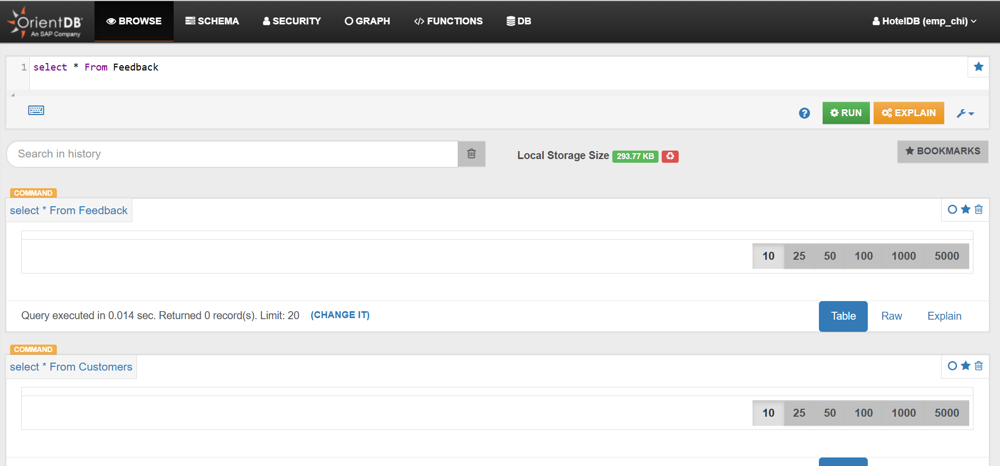 OrientDB
An SAP Company
BROWSE
SCHEMA
SECURITY
GRAPH
</> FUNCTIONS
DB
HotelDB (emp_chi)
1 select * From Feedback
?
RUN
EXPLAIN
Search in history
Local Storage Size 293.77 KB
BOOKMARKS
COMMAND
select * From Feedback
10 25 50 100 1000 5000
Query executed in 0.014 sec. Returned 0 record(s). Limit: 20 (CHANGE IT)
Table Raw Explain
COMMAND
select * From Customers
10 25 50 100 1000 5000